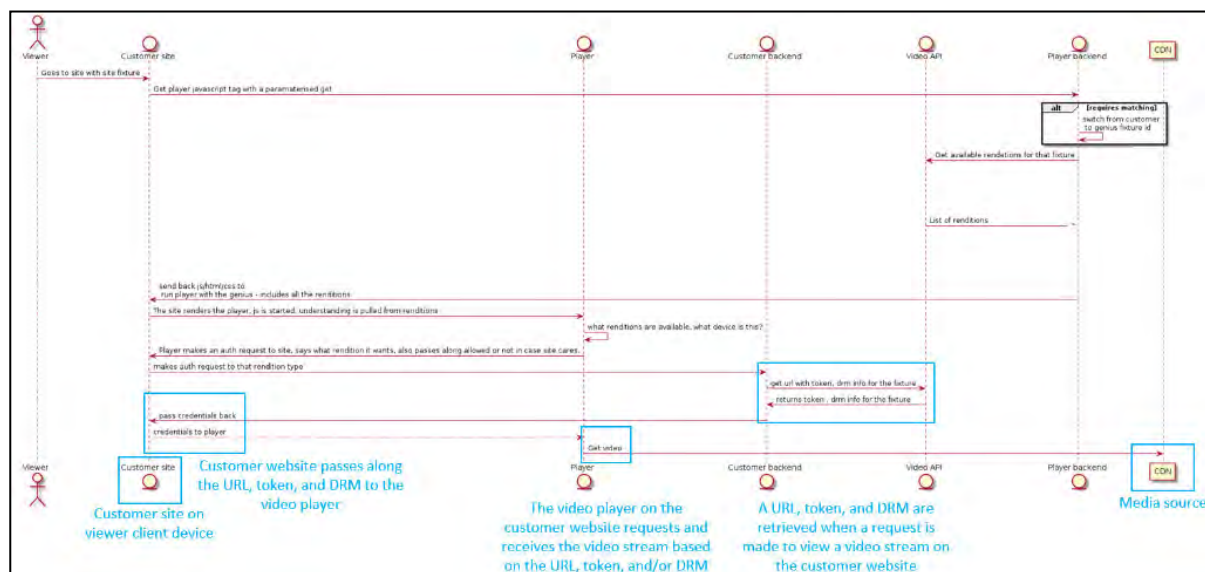 Viewer
Customer site
Player
Customer backend
Video API
Player backend
CDN
Goes to site with site fixture
Get player javascript tag with a paramaterised get
alt
[requires matching]
switch from customer
to genius fixture id
Get available renditions for that fixture
List of renditions
send back js/html/css to
run player with the genius - includes all the renditions
The site renders the player, js is started, understanding is pulled from renditions
what renditions are available, what device is this?
Player makes an auth request to site, says what rendition it wants, also passes along allowed or not in case site cares.
makes auth request to that rendition type
get url with token, drm info for the fixture
returns token , drm info for the fixture
pass credentials back
credentials to player
Get video
Viewer
Customer site
Player
Customer backend
Video API
Player backend
CDN
Customer website passes along
the URL, token, and DRM to the
video player
Customer site on
viewer client device
The video player on the
customer website requests and
receives the video stream based
on the URL, token, and/or DRM
A URL, token, and DRM are
retrieved when a request is
made to view a video stream on
the customer website
Media source